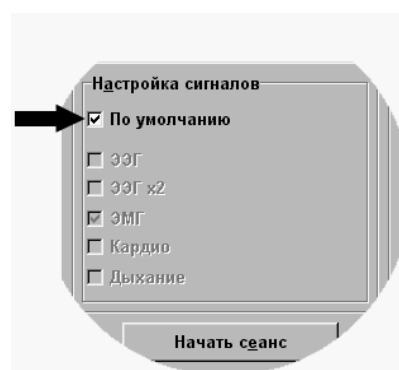 Настройка сигналов
По умолчанию
ЭЭГ
ЭЭГ x2
ЭМГ
Кардио
Дыхание
Начать сеанс